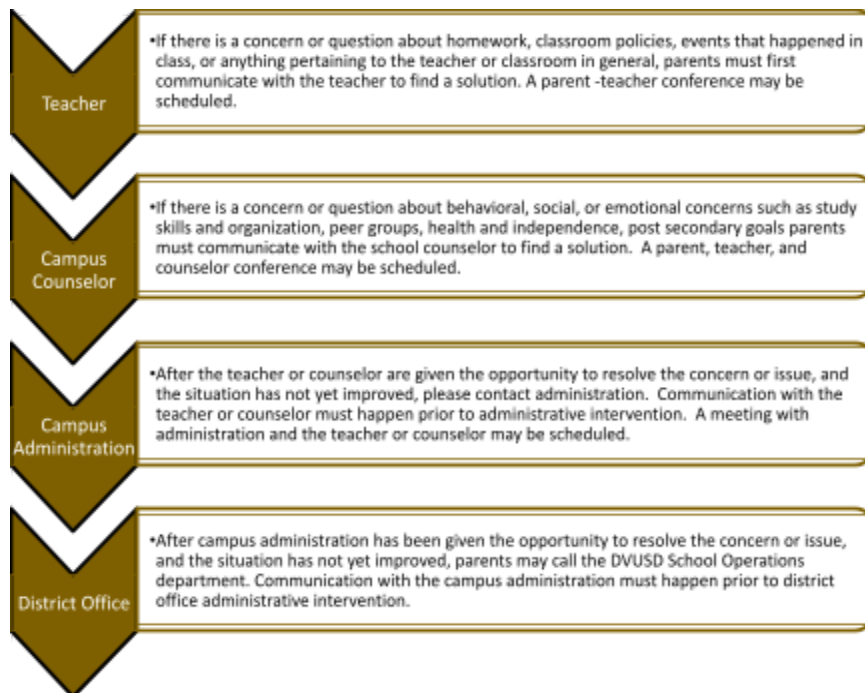 Teacher
•If there is a concern or question about homework, classroom policies, events that happened in
class, or anything pertaining to the teacher or classroom in general, parents must first
communicate with the teacher to find a solution. A parent -teacher conference may be
scheduled.
Campus
Counselor
•If there is a concern or question about behavioral, social, or emotional concerns such as study
skills and organization, peer groups, health and independence, post secondary goals parents
must communicate with the school counselor to find a solution.  A parent, teacher, and
counselor conference may be scheduled.
Campus
Administration
•After the teacher or counselor are given the opportunity to resolve the concern or issue, and
the situation has not yet improved, please contact administration.  Communication with the
teacher or counselor must happen prior to administrative intervention.  A meeting with
administration and the teacher or counselor may be scheduled.
District Office
•After campus administration has been given the opportunity to resolve the concern or issue,
and the situation has not yet improved, parents may call the DVUSD School Operations
department. Communication with the campus administration must happen prior to district
office administrative intervention.